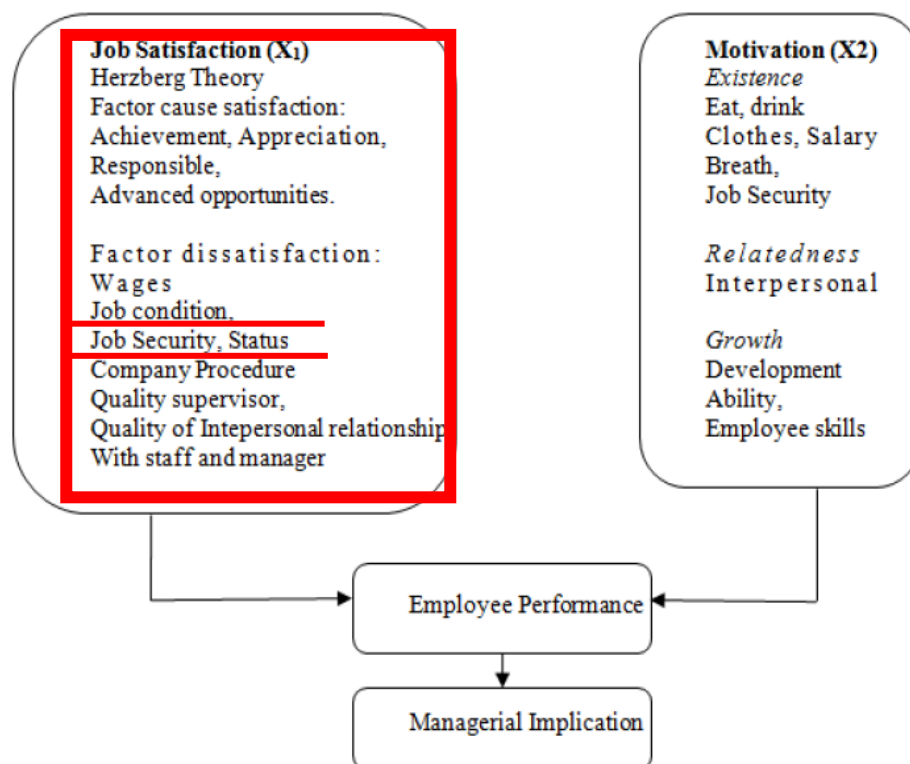 Job Satisfaction (X1)
Herzberg Theory
Factor cause satisfaction:
Achievement, Appreciation,
Responsible,
Advanced opportunities.
Factor dissatisfaction:
Wages
Job condition,
Job Security, Status
Company Procedure
Quality supervisor,
Quality of Intepersonal relationship
With staff and manager
Motivation (X2)
Existence
Eat, drink
Clothes, Salary
Breath,
Job Security
Relatedness
Interpersonal
Growth
Development
Ability,
Employee skills
Employee Performance
Managerial Implication